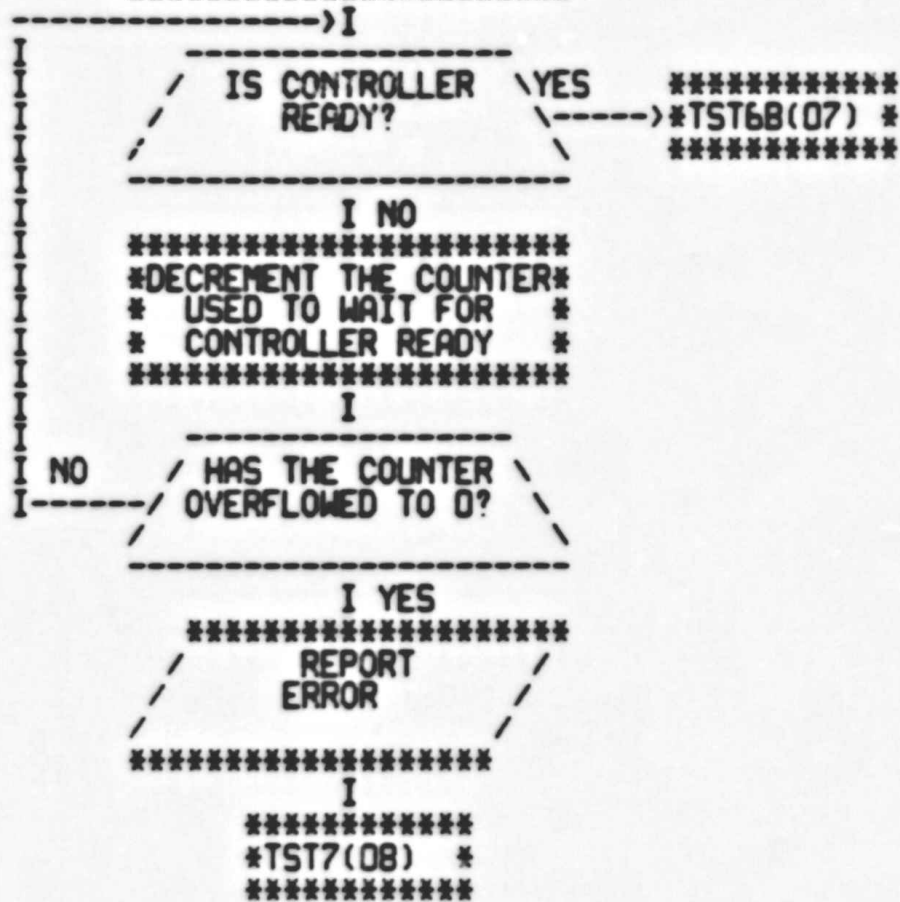 IS CONTROLLER READY?
YES
*TST6B(07) *
NO
*DECREMENT THE COUNTER*
* USED TO WAIT FOR *
* CONTROLLER READY *
NO
HAS THE COUNTER
OVERFLOWED TO 0?
YES
REPORT
ERROR
*TST7(08) *